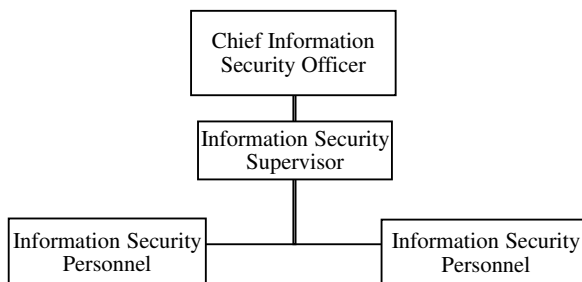 Chief Information
Security Officer
Information Security
Supervisor
Information Security
Personnel
Information Security
Personnel